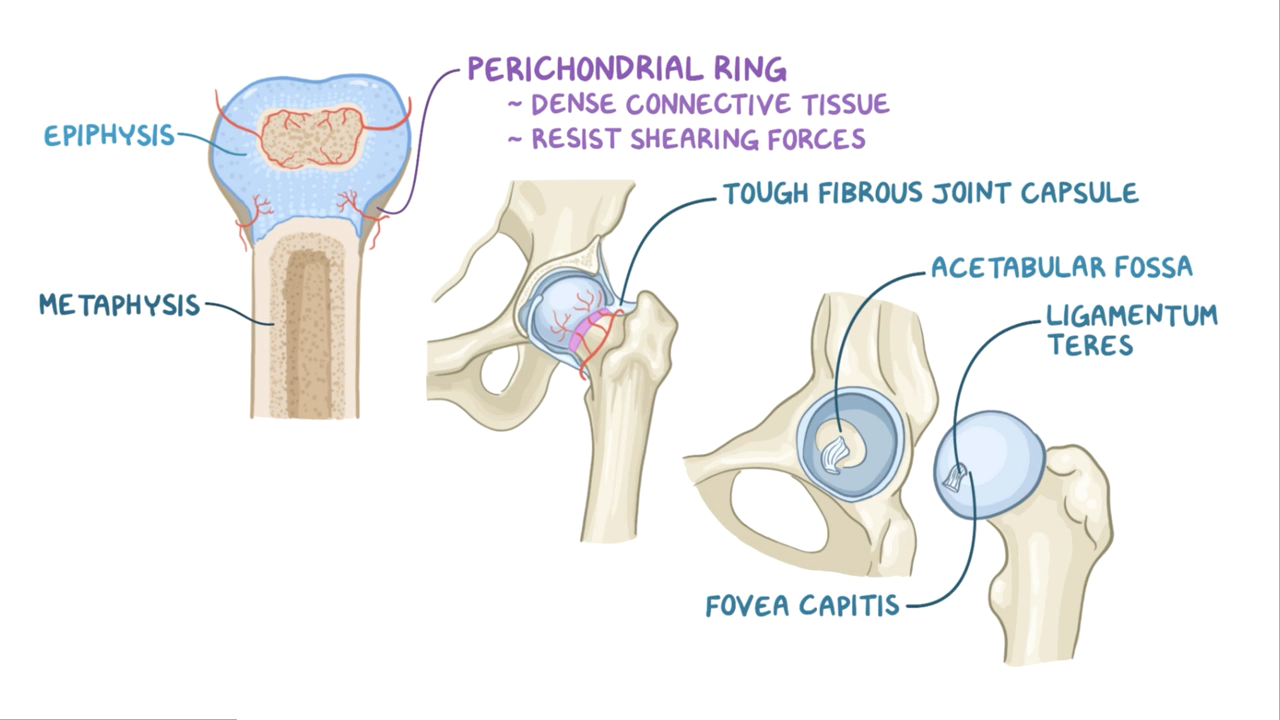 PERICHONDRIAL RING
~ DENSE CONNECTIVE TISSUE
~ RESIST SHEARING FORCES
EPIPHYSIS
METAPHYSIS
TOUGH FIBROUS JOINT CAPSULE
ACETABULAR FOSSA
LIGAMENTUM
TERES
FOVEA CAPITIS